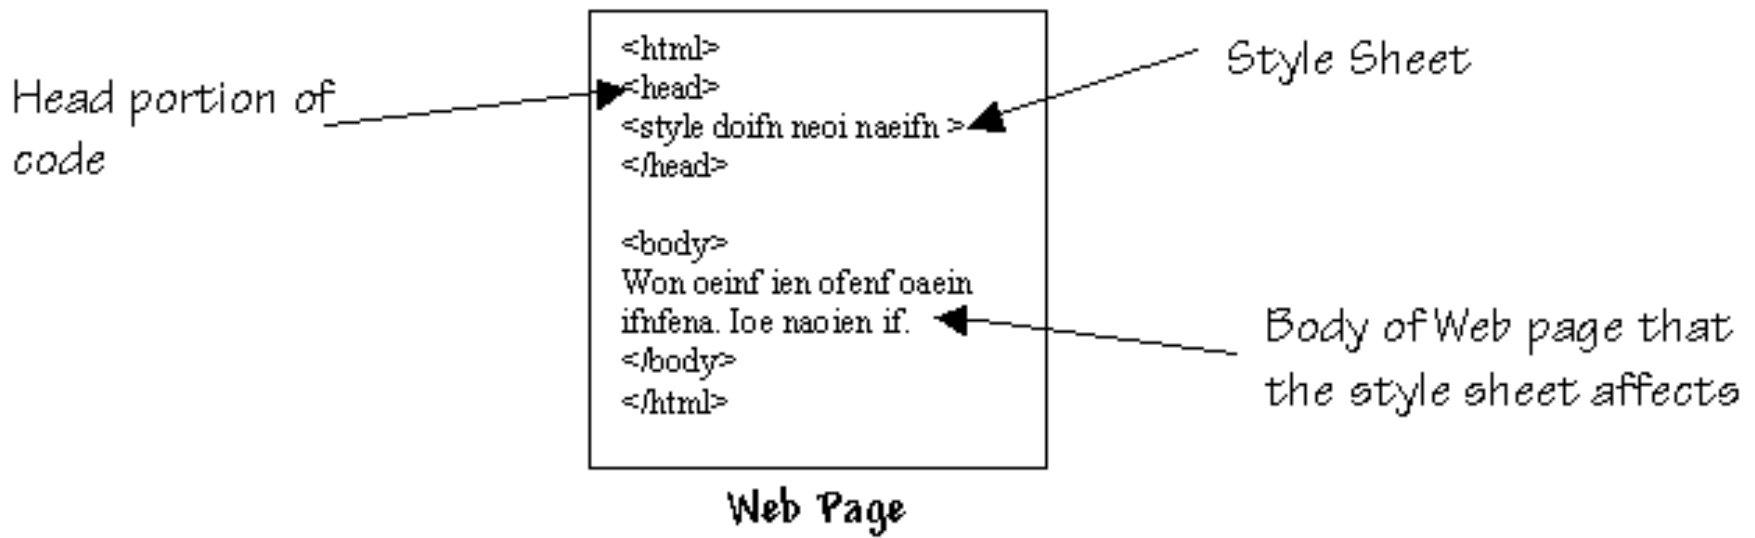 Head portion of
code
<html>
<head>
<style doifn neoi naeifn >
</head>
<body>
Won oeinf ien ofenf oaein
ifnfena. Ioe naoien if.
</body>
</html>
Style Sheet
Body of Web page that
the style sheet affects
Web Page